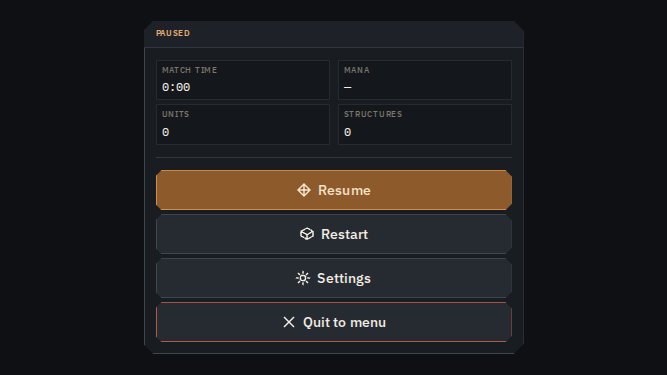 PAUSED
MATCH TIME
0:00
MANA
—
UNITS
0
STRUCTURES
0
Resume
Restart
Settings
Quit to menu